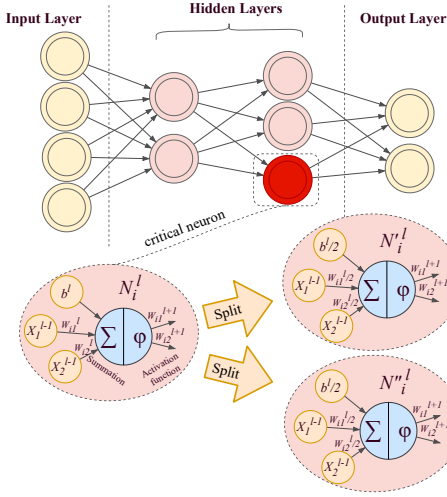 Input Layer
Hidden Layers
Output Layer
critical neuron
N_i^l
b^l
X_1^{l-1}
W_{i1}^l
W_{i2}^l
X_2^{l-1}
Σ φ
W_{i1}^{l+1}
W_{i2}^{l+1}
Summation
Activation
function
Split
Split
N'_i^l
b^l/2
X_1^{l-1}
W_{i1}^l/2
W_{i2}^l/2
X_2^{l-1}
Σ φ
W_{i1}^{l+1}
W_{i2}^{l+1}
N''_i^l
b^l/2
X_1^{l-1}
W_{i1}^l/2
W_{i2}^l/2
X_2^{l-1}
Σ φ
W_{i1}^{l+1}
W_{i2}^{l+1}